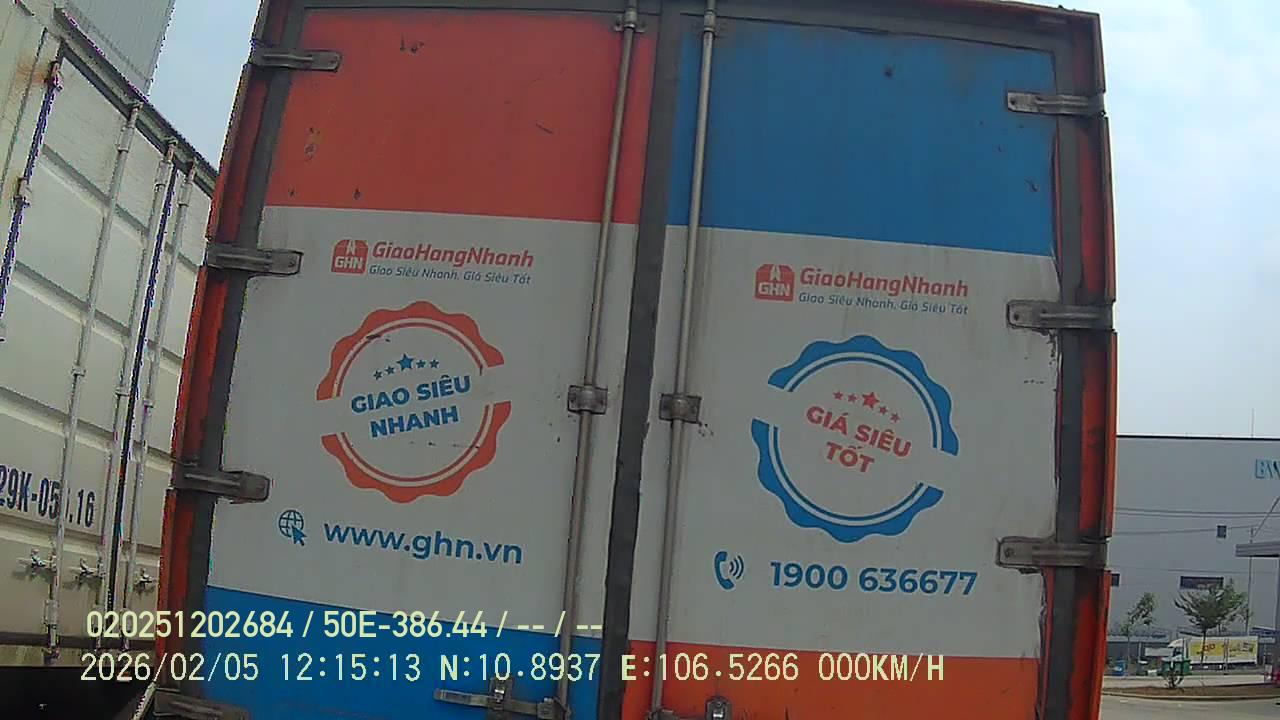 GHN GiaoHangNhanh
Giao Siêu Nhanh, Giá Siêu Tốt
GIAO SIÊU
NHANH
www.ghn.vn
GHN GiaoHangNhanh
Giao Siêu Nhanh, Giá Siêu Tốt
GIÁ SIÊU
TỐT
1900 636677
020251202684 / 50E-386.44 / -- / --
2026/02/05 12:15:13 N:10.8937 E:106.5266 000KM/H